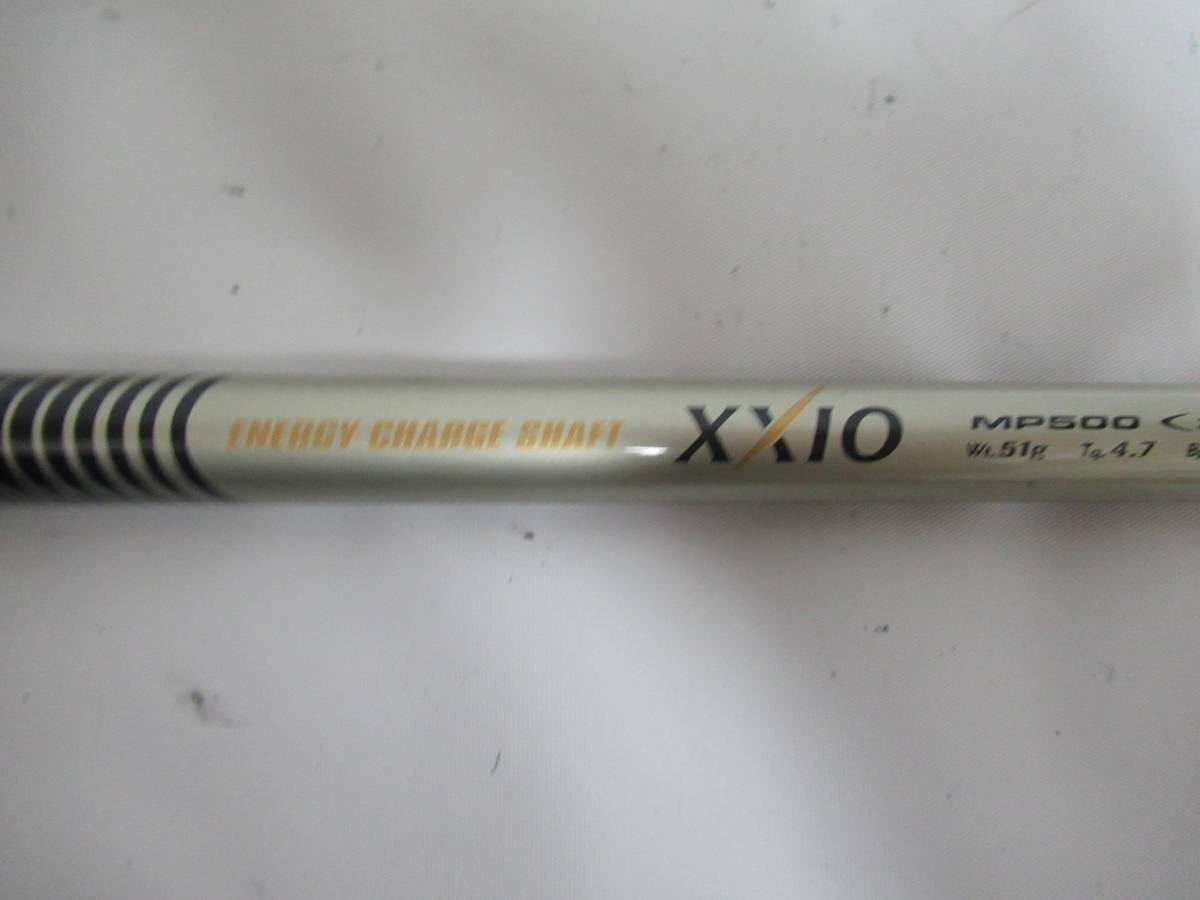 ENERGY CHARGE SHAFT XXIO MP500
Wt.51g Tq.4.7